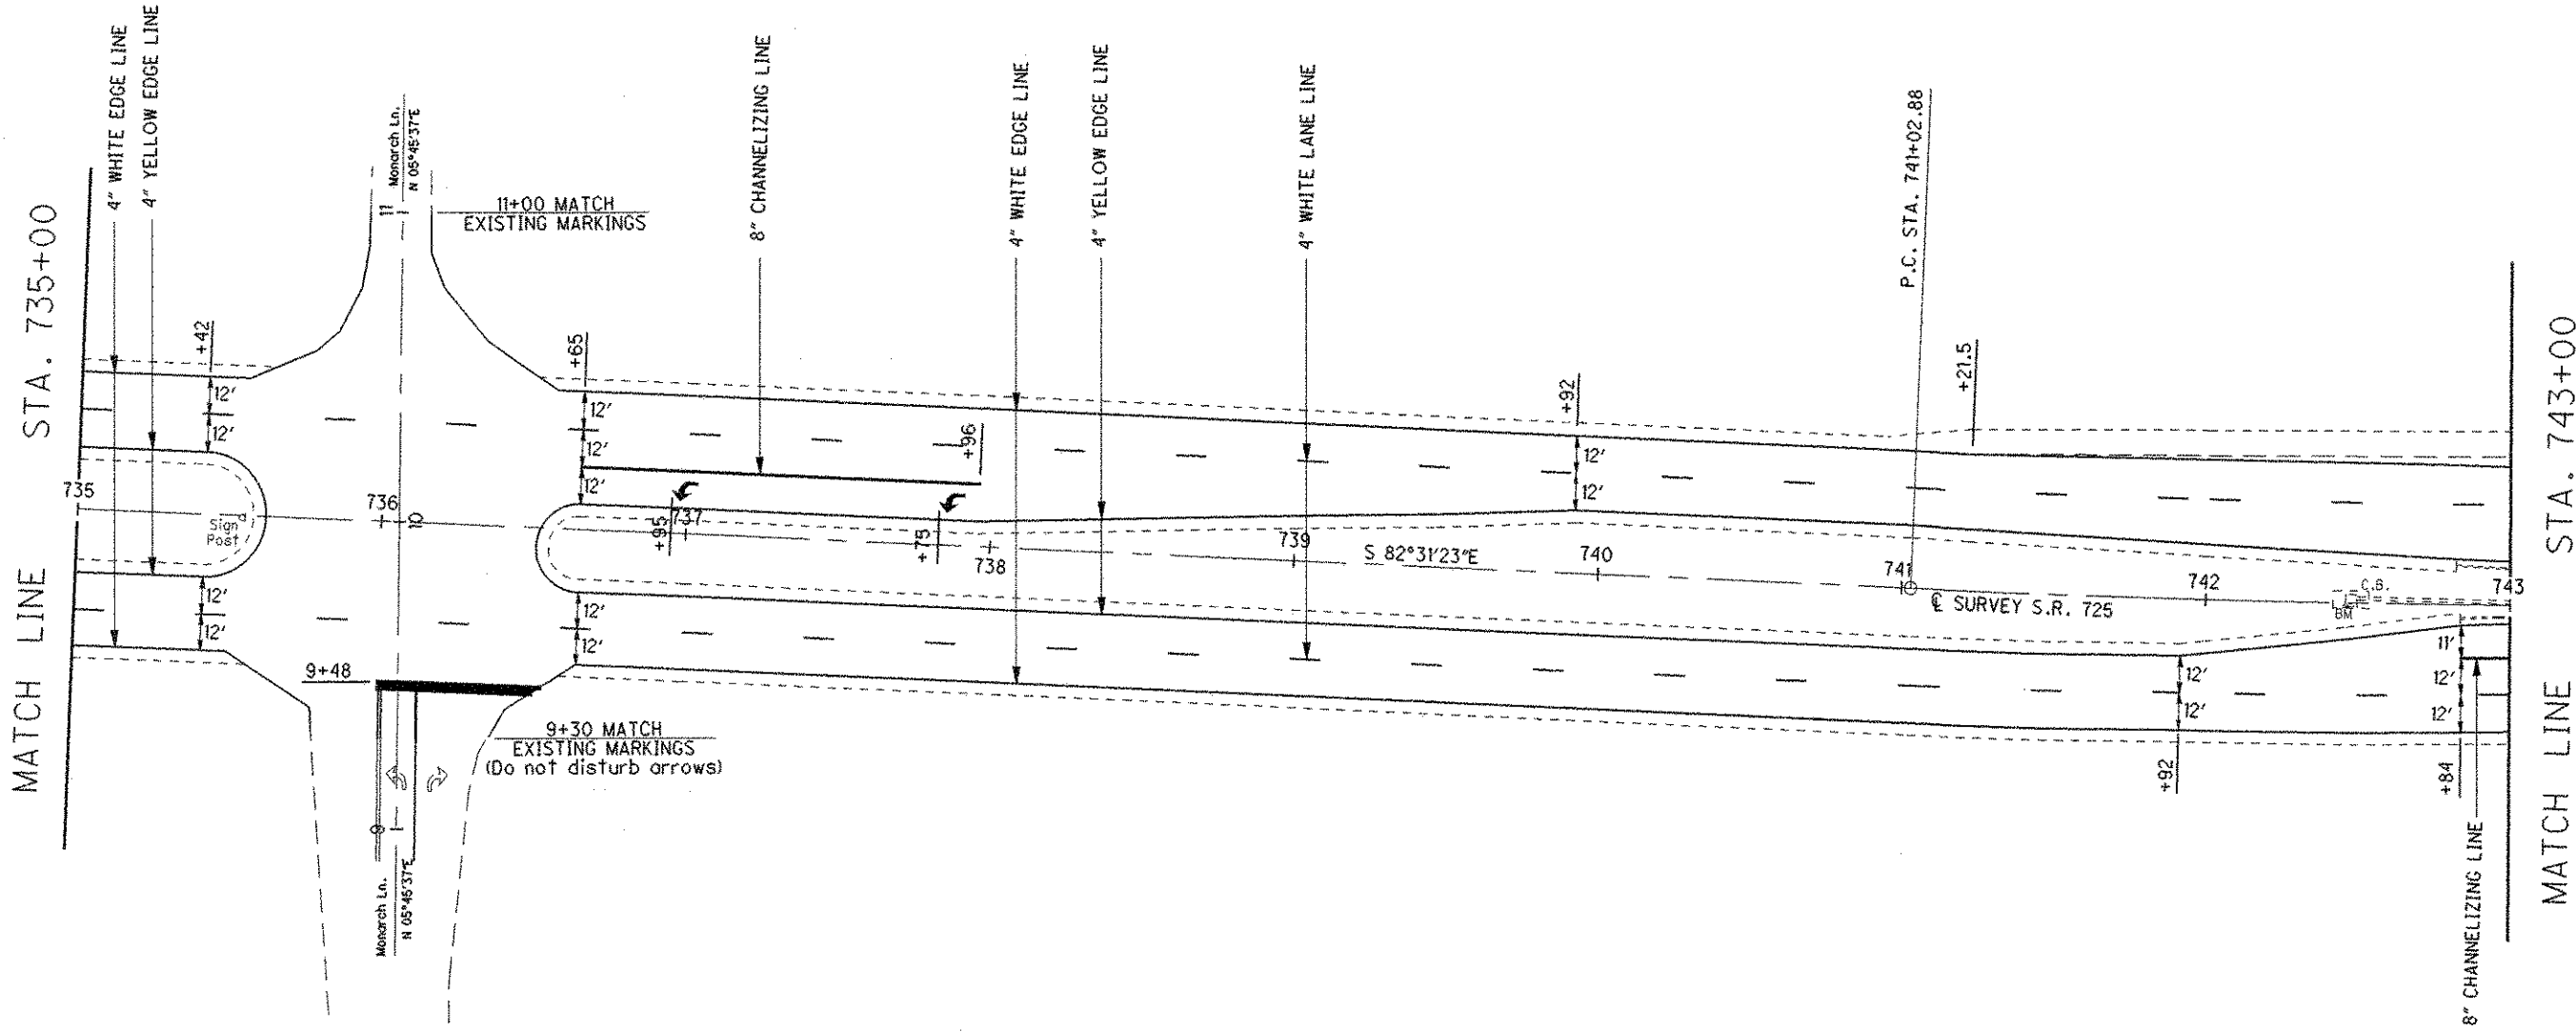 MATCH LINE STA. 735+00
4" WHITE EDGE LINE
4" YELLOW EDGE LINE
+42
12'
12'
735
Sign
Post
12'
12'
Monarch Ln.
N 05°45'37"E
11
11+00 MATCH
EXISTING MARKINGS
736
10
9+48
9+30 MATCH
EXISTING MARKINGS
(Do not disturb arrows)
9
Monarch Ln.
N 05°45'37"E
+65
12'
12'
12'
12'
12'
8" CHANNELIZING LINE
+96
+95
737
+75
738
4" WHITE EDGE LINE
4" YELLOW EDGE LINE
4" WHITE LANE LINE
739
S 82°31'23"E
740
+92
12'
12'
P.C. STA. 741+02.88
+21.5
741
℄ SURVEY S.R. 725
742
C.B.
BM
743
12'
12'
+92
11'
12'
12'
+84
8" CHANNELIZING LINE
MATCH LINE STA. 743+00